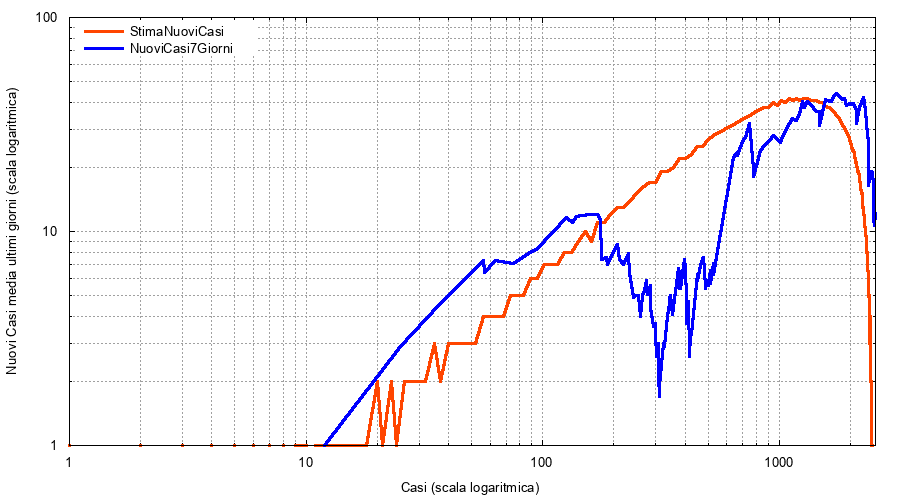 100
StimaNuoviCasi
NuoviCasi7Giorni
Nuovi Casi media ultimi giorni (scala logaritmica)
10
1
1
10
100
1000
Casi (scala logaritmica)